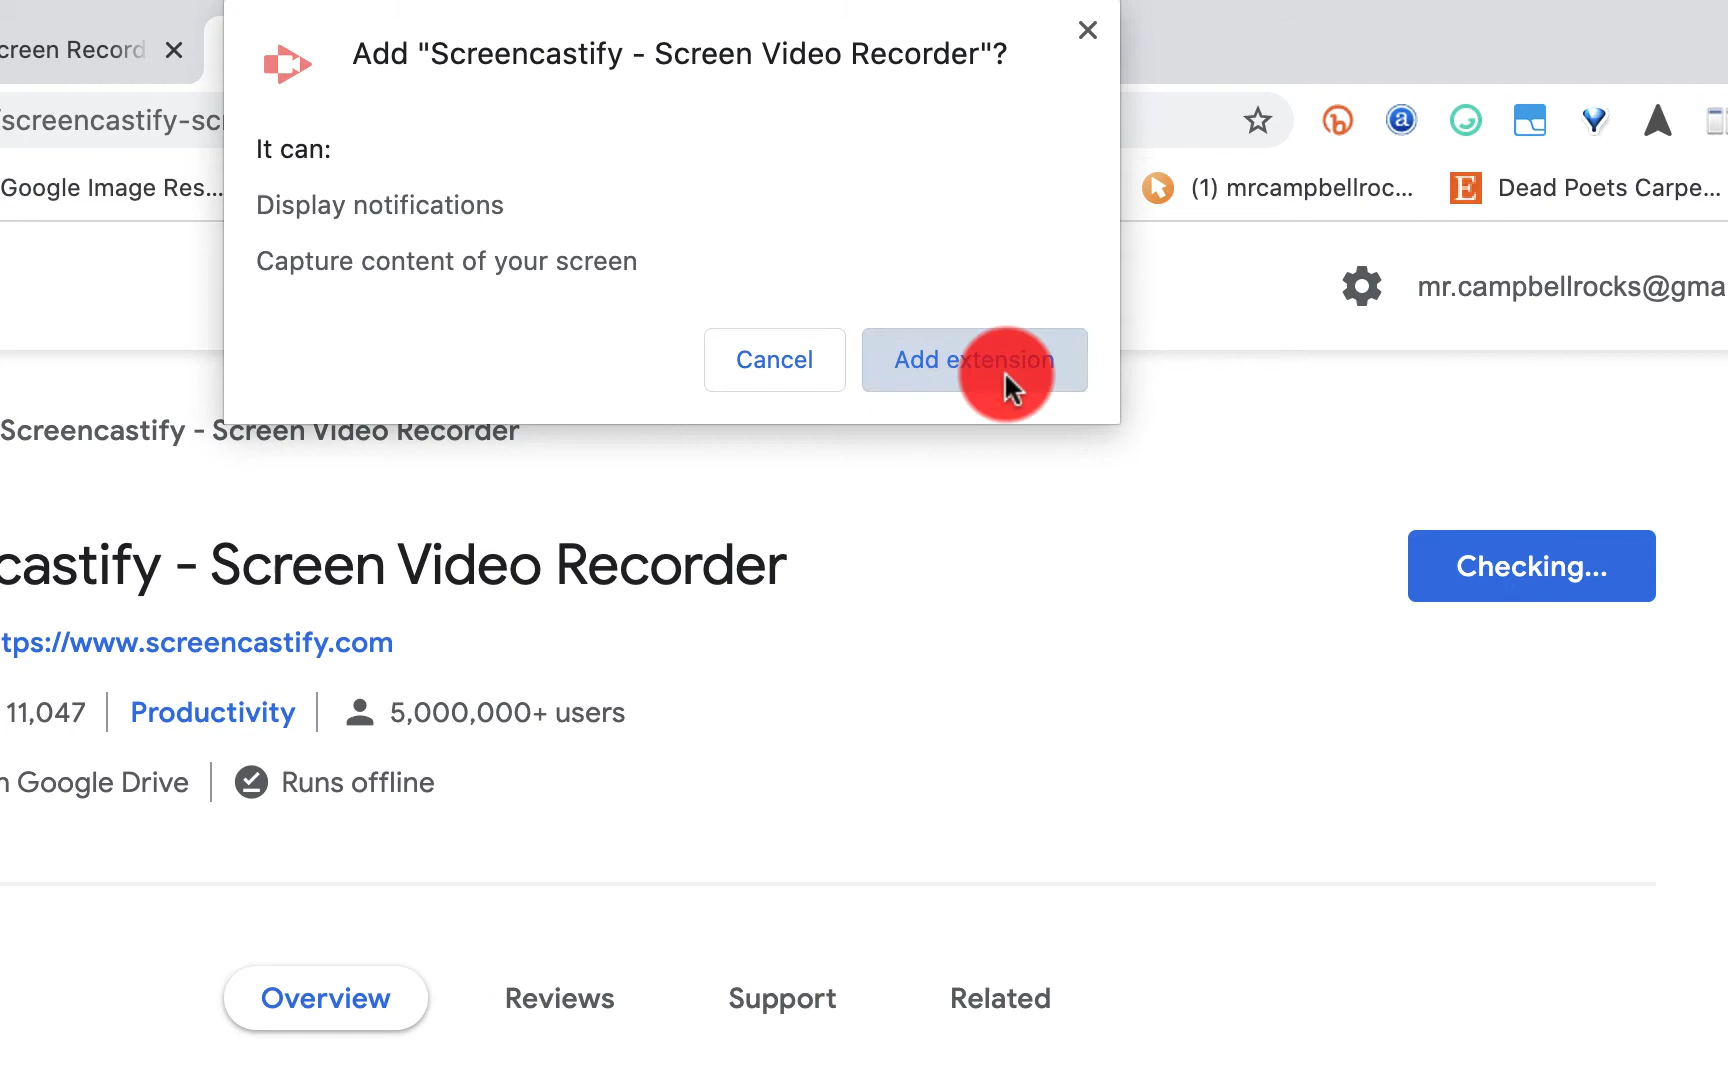 creen Record
Add "Screencastify - Screen Video Recorder"?
/screencastify-scr
It can:
Google Image Res...
Display notifications
(1) mrcampbellroc...
Dead Poets Carpe...
Capture content of your screen
mr.campbellrocks@gma
Cancel
Add extension
Screencastify - Screen Video Recorder
castify - Screen Video Recorder
Checking...
tps://www.screencastify.com
11,047
Productivity
5,000,000+ users
n Google Drive
Runs offline
Overview
Reviews
Support
Related